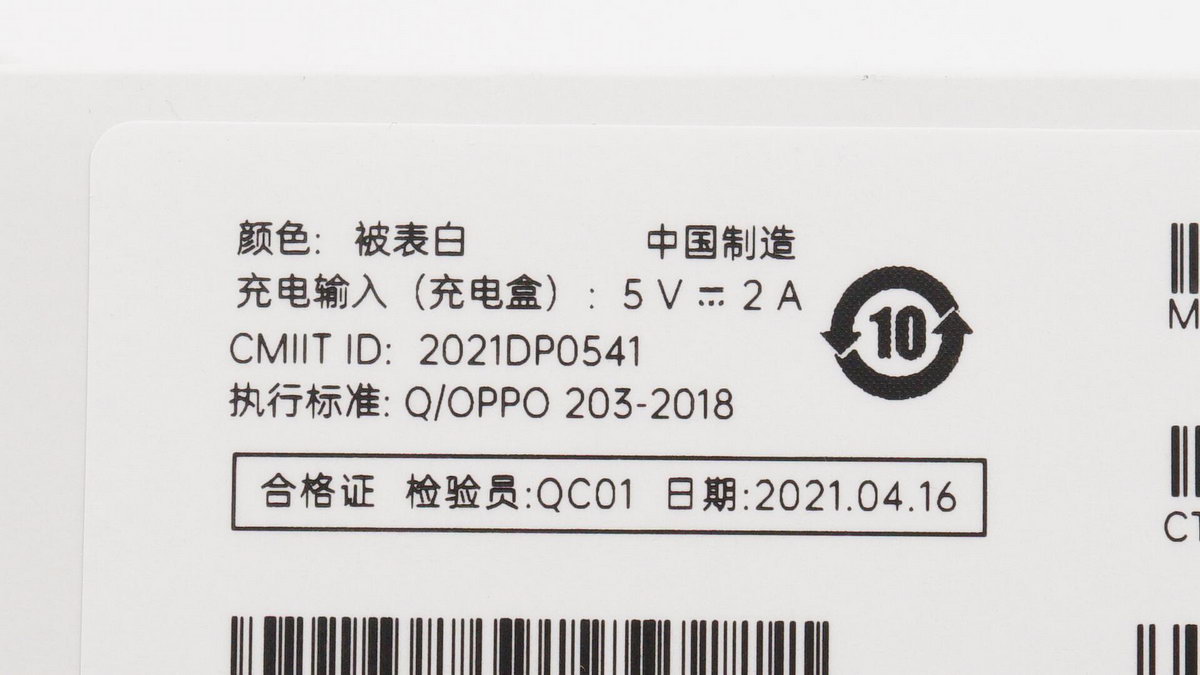 颜色: 被表白 中国制造
充电输入（充电盒）: 5 V ⎓ 2 A
CMIIT ID: 2021DP0541
执行标准: Q/OPPO 203-2018
10
合格证 检验员:QC01 日期:2021.04.16